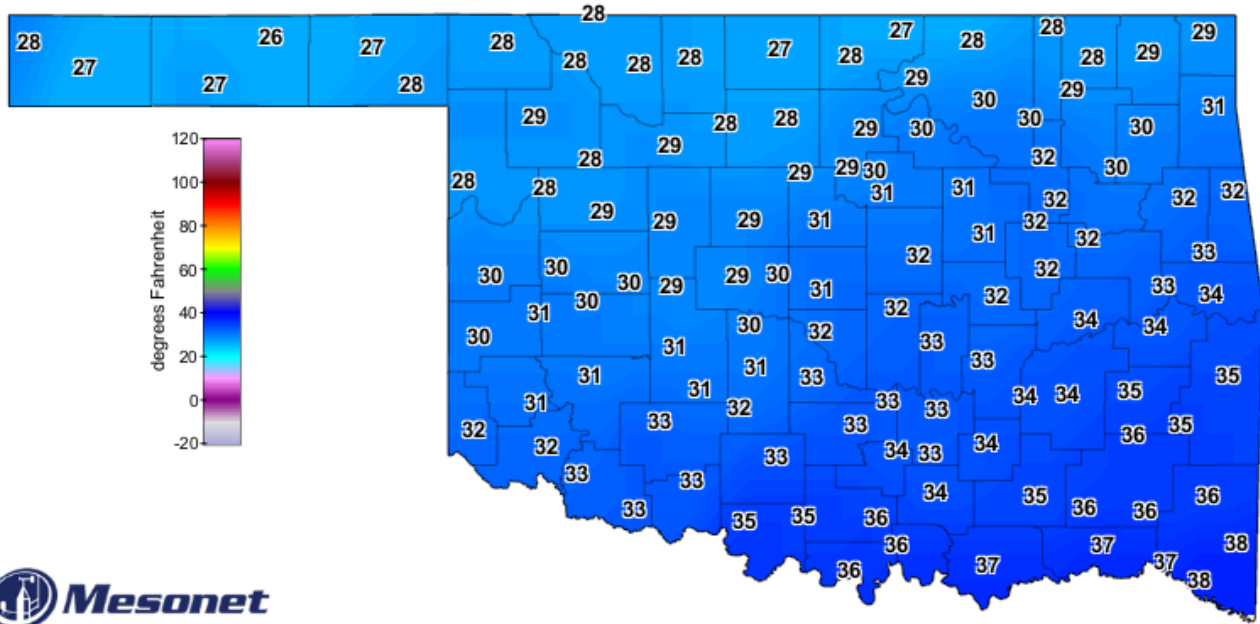 28
28 26 27 28 27 27 28 28 29 29
27 28 28 28 28 28
27 28 29 29
30 31
29 28 28 29 30 30 30
29 28 32
29 29 30 30
28 28 31 31 32 32 32
29 29 29 31 31 32 32
32 33
30 30 30 29 29 30 31 32 33 34
30 32 32
31 30 34 34
30 31 32 33
31 31 33 33 35
31 31 32 33 33 34 34 35
32 33 33 36 35
32 33 34 33 34
33 33
33 34 35 36 36 36
35 35 36
36 37 38
36 37 37 38
degrees Fahrenheit
120
100
80
60
40
20
0
-20
Mesonet